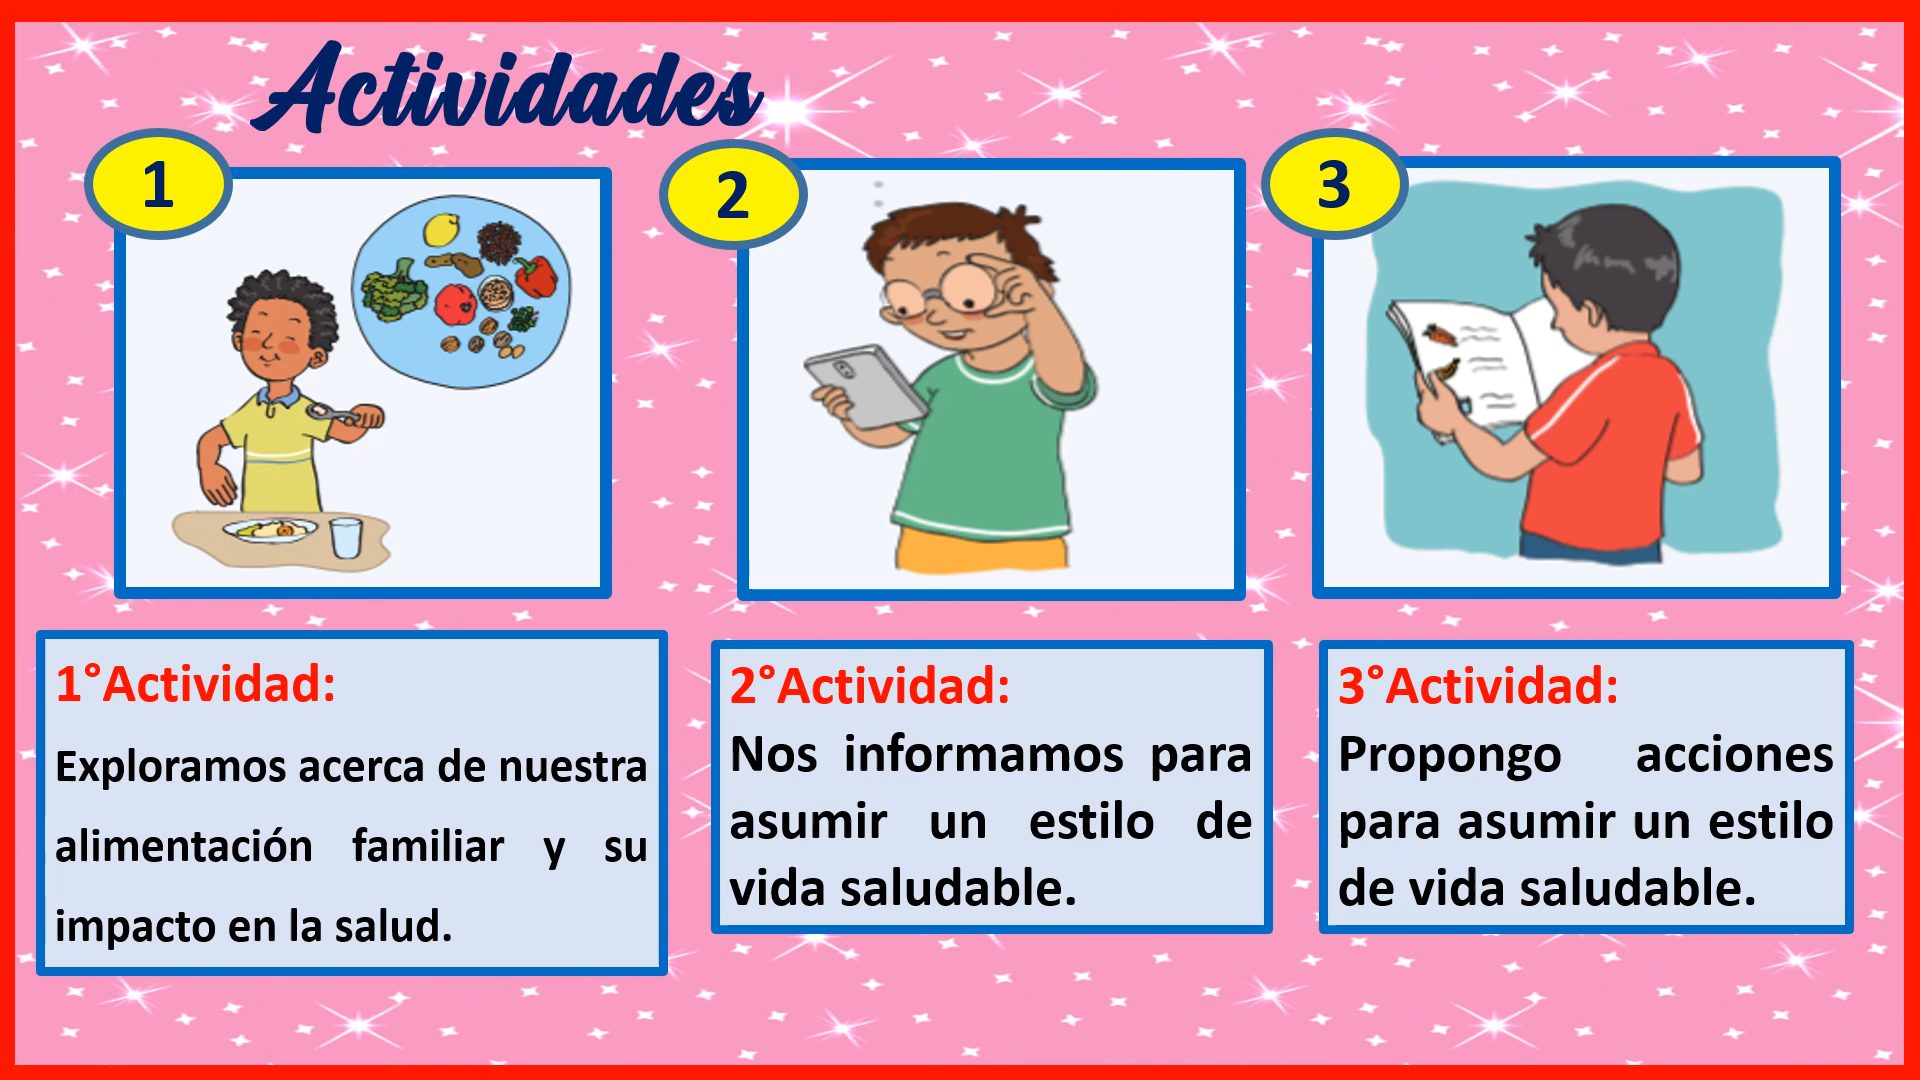 Actividades
1
2
3
1°Actividad:
Exploramos acerca de nuestra
alimentación familiar y su
impacto en la salud.
2°Actividad:
Nos informamos para
asumir un estilo de
vida saludable.
3°Actividad:
Propongo acciones
para asumir un estilo
de vida saludable.